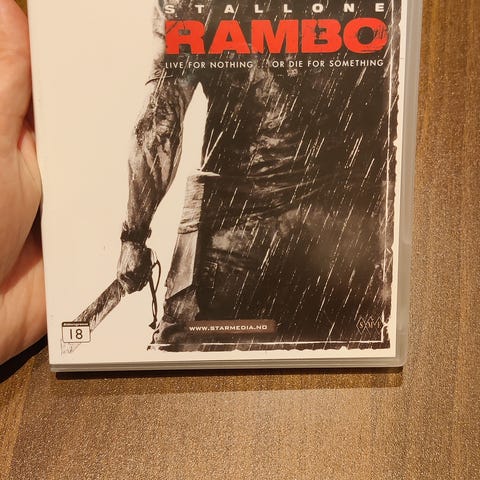 STALLONE
RAMBO
LIVE FOR NOTHING... OR DIE FOR SOMETHING
WWW.STARMEDIA.NO
18